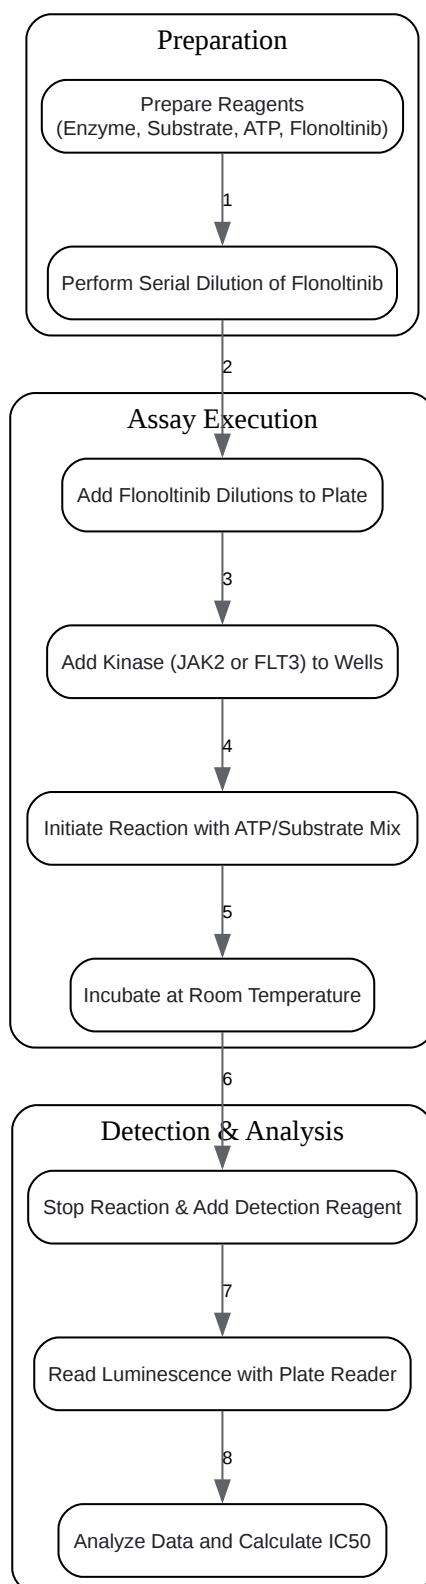 Preparation
Prepare Reagents
(Enzyme, Substrate, ATP, Flonoltinib)
1
Perform Serial Dilution of Flonoltinib
2
Assay Execution
Add Flonoltinib Dilutions to Plate
3
Add Kinase (JAK2 or FLT3) to Wells
4
Initiate Reaction with ATP/Substrate Mix
5
Incubate at Room Temperature
6
Detection & Analysis
Stop Reaction & Add Detection Reagent
7
Read Luminescence with Plate Reader
8
Analyze Data and Calculate IC50